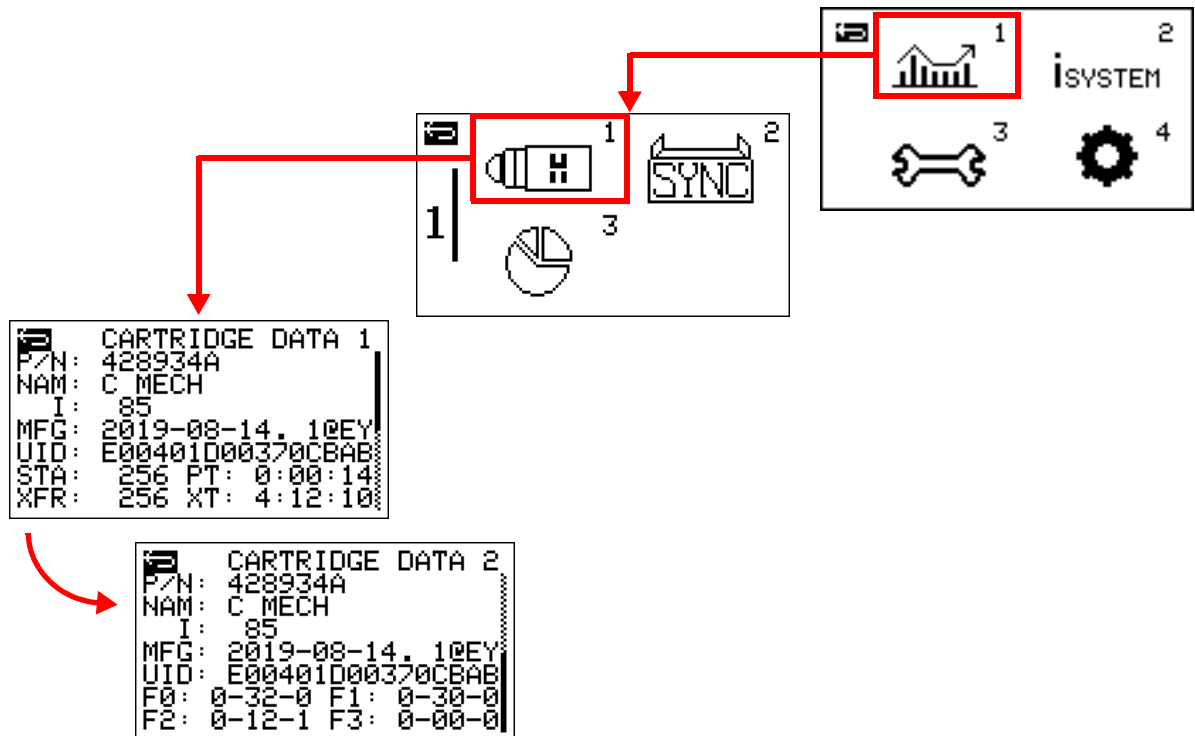 1 2
iSYSTEM
3 4
1 2
SYNC
1
3
CARTRIDGE DATA 1
P/N: 428934A
NAM: C MECH
I: 85
MFG: 2019-08-14. 1@EY
UID: E00401D00370CBAB
STA: 256 PT: 0:00:14
XFR: 256 XT: 4:12:10
CARTRIDGE DATA 2
P/N: 428934A
NAM: C MECH
I: 85
MFG: 2019-08-14. 1@EY
UID: E00401D00370CBAB
F0: 0-32-0 F1: 0-30-0
F2: 0-12-1 F3: 0-00-0